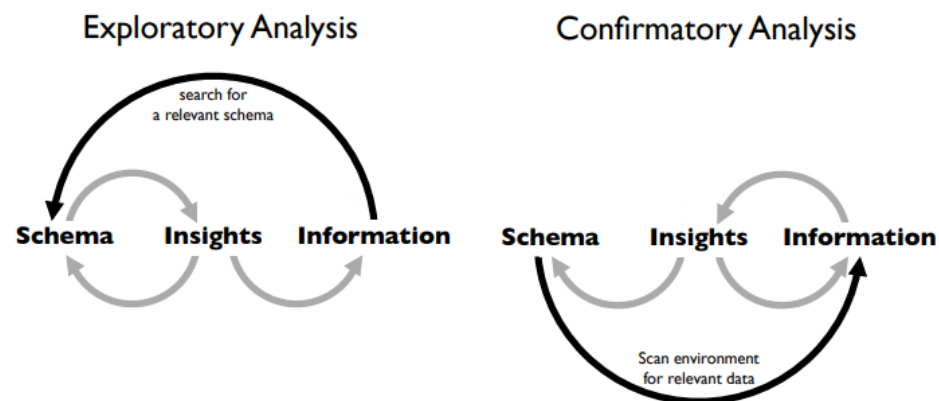 Exploratory Analysis
Confirmatory Analysis
search for
a relevant schema
Schema Insights Information
Schema Insights Information
Scan environment
for relevant data